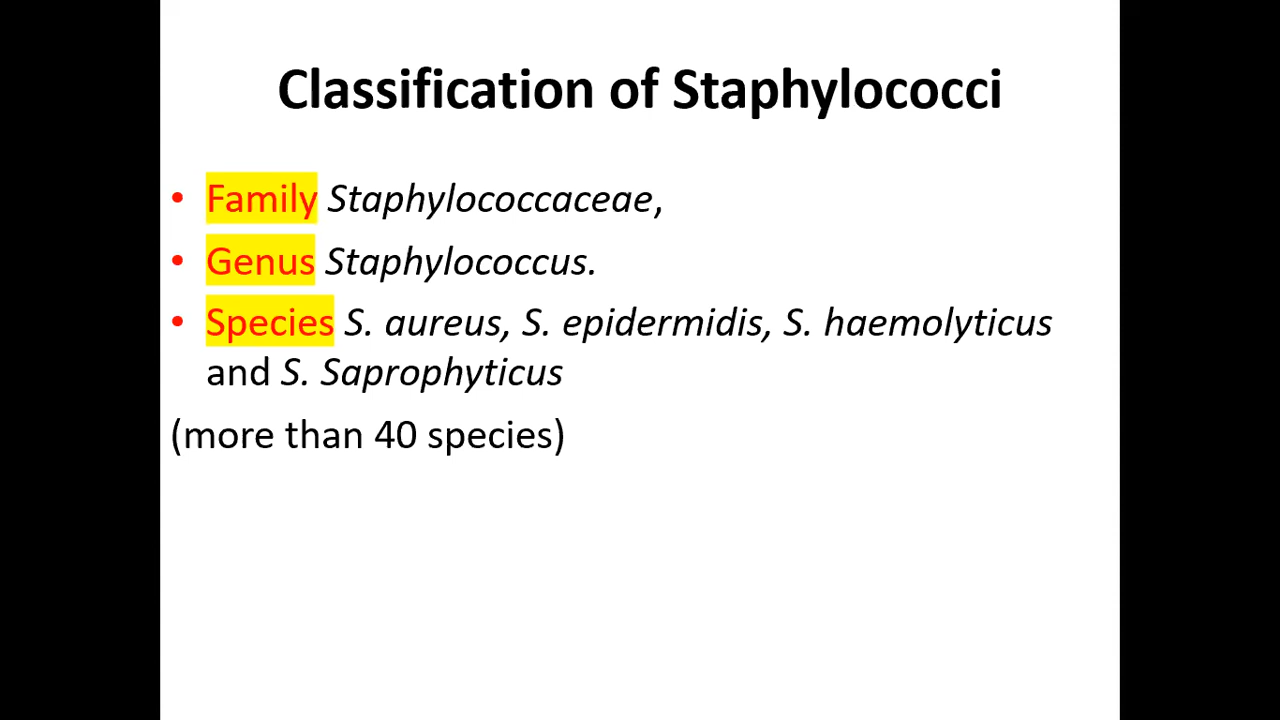 Classification of Staphylococci
• Family Staphylococcaceae,
• Genus Staphylococcus.
• Species S. aureus, S. epidermidis, S. haemolyticus
and S. Saprophyticus
(more than 40 species)